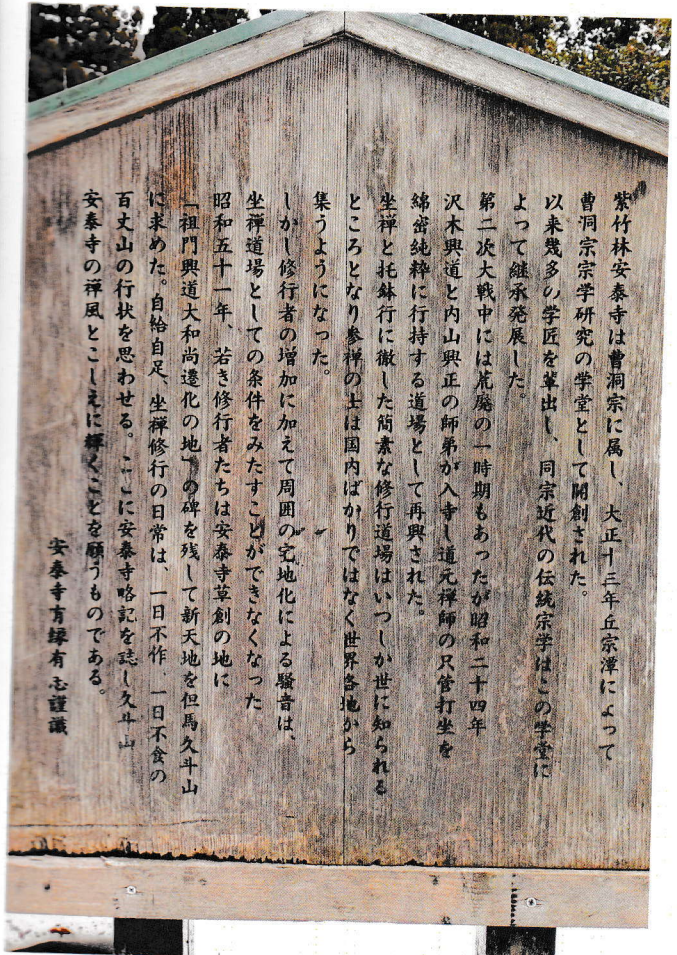 紫竹林安泰寺は曹洞宗に属し、大正十三年丘宗潭によって
曹洞宗宗学研究の学堂として開創された。
以来幾多の学匠を輩出し、同宗近代の伝統宗学はこの学堂に
よって継承発展した。
第二次大戦中には荒廃の一時期もあったが昭和二十四年
沢木興道と内山興正の師弟が入寺し道元禅師の只管打坐を
綿密純粋に行持する道場として再興された。
坐禅と托鉢行に徹した簡素な修行道場はいつしか世に知られる
ところとなり参禅の士は国内ばかりではなく世界各地から
集うようになった。
しかし修行者の増加に加えて周囲の宅地化による騒音は、
坐禅道場としての条件をみたすことができなくなった
昭和五十一年、若き修行者たちは安泰寺草創の地に
「祖門興道大和尚遷化の地」の碑を残して新天地を但馬久斗山
に求めた。自給自足、坐禅修行の日常は、一日不作、一日不食の
百丈山の行状を思わせる。ここに安泰寺略記を誌し久斗山
安泰寺の禅風とこしえに輝くことを願うものである。
安泰寺有縁有志謹識